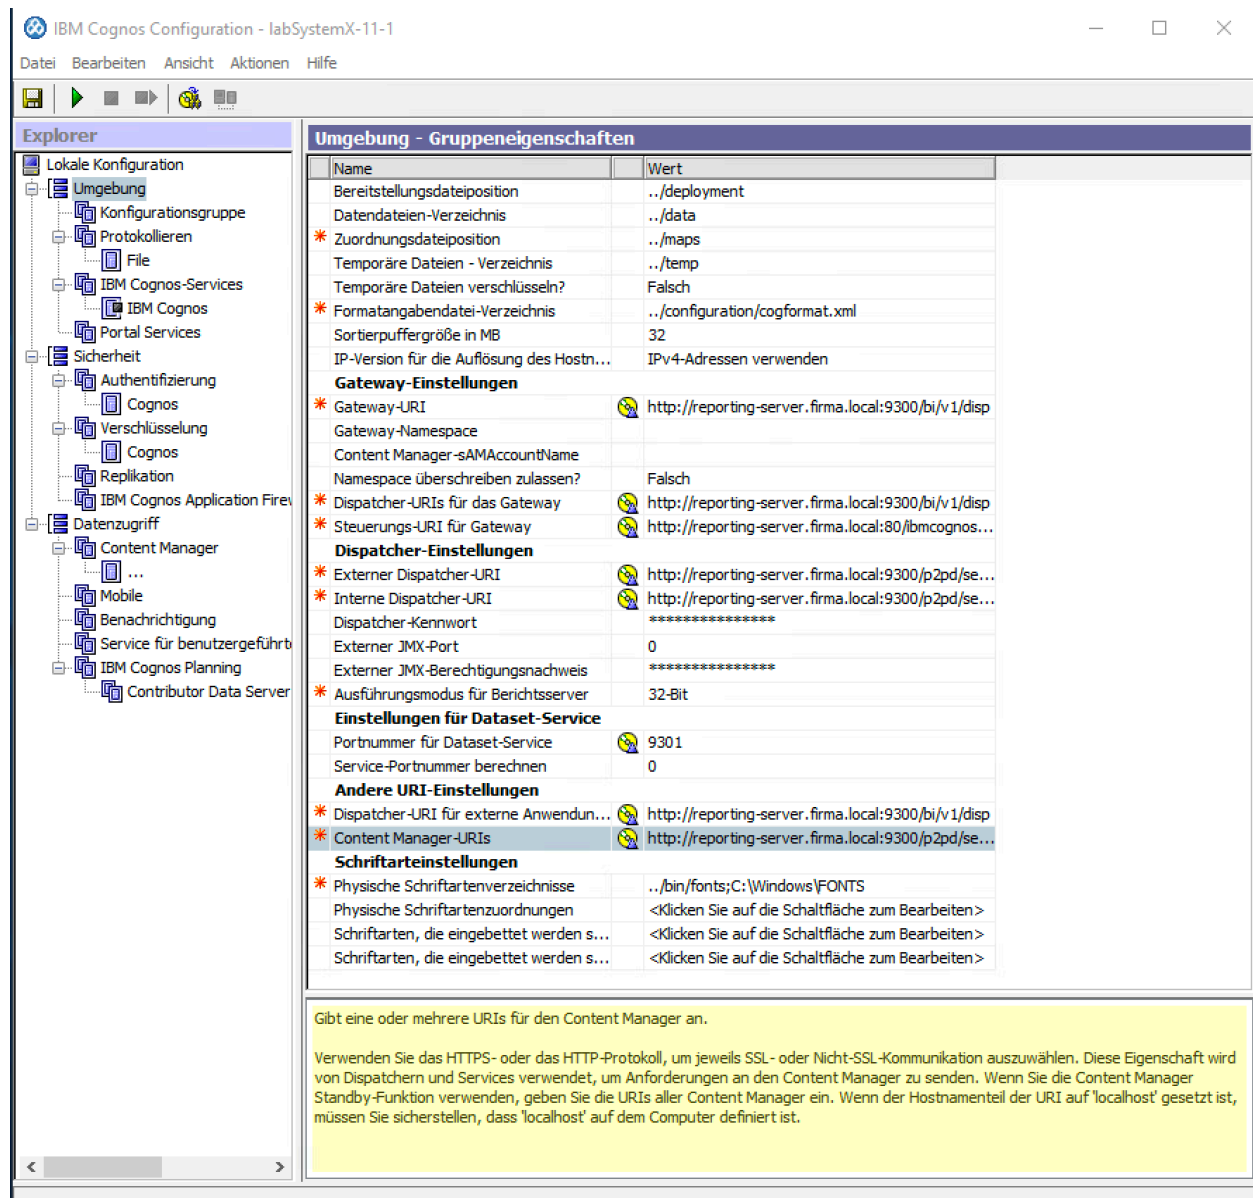 IBM Cognos Configuration - labSystemX-11-1
Datei Bearbeiten Ansicht Aktionen Hilfe
Explorer
Lokale Konfiguration
Umgebung
Konfigurationsgruppe
Protokollieren
File
IBM Cognos-Services
IBM Cognos
Portal Services
Sicherheit
Authentifizierung
Cognos
Verschlüsselung
Cognos
Replikation
IBM Cognos Application Firew
Datenzugriff
Content Manager
...
Mobile
Benachrichtigung
Service für benutzergeführte
IBM Cognos Planning
Contributor Data Server
Umgebung - Gruppeneigenschaften
Name Wert
Bereitstellungsdateiposition ../deployment
Datendateien-Verzeichnis ../data
* Zuordnungsdateiposition ../maps
Temporäre Dateien - Verzeichnis ../temp
Temporäre Dateien verschlüsseln? Falsch
* Formatangabendatei-Verzeichnis ../configuration/cogformat.xml
Sortierpuffergröße in MB 32
IP-Version für die Auflösung des Hostn... IPv4-Adressen verwenden
Gateway-Einstellungen
* Gateway-URI http://reporting-server.firma.local:9300/bi/v1/disp
Gateway-Namespace
Content Manager-sAMAccountName
Namespace überschreiben zulassen? Falsch
* Dispatcher-URIs für das Gateway http://reporting-server.firma.local:9300/bi/v1/disp
* Steuerungs-URI für Gateway http://reporting-server.firma.local:80/ibmcognos...
Dispatcher-Einstellungen
* Externer Dispatcher-URI http://reporting-server.firma.local:9300/p2pd/se...
* Interne Dispatcher-URI http://reporting-server.firma.local:9300/p2pd/se...
Dispatcher-Kennwort ***************
Externer JMX-Port 0
Externer JMX-Berechtigungsnachweis ***************
* Ausführungsmodus für Berichtsserver 32-Bit
Einstellungen für Dataset-Service
Portnummer für Dataset-Service 9301
Service-Portnummer berechnen 0
Andere URI-Einstellungen
* Dispatcher-URI für externe Anwendun... http://reporting-server.firma.local:9300/bi/v1/disp
* Content Manager-URIs http://reporting-server.firma.local:9300/p2pd/se...
Schriftarteinstellungen
* Physische Schriftartenverzeichnisse ../bin/fonts;C:\Windows\FONTS
Physische Schriftartenzuordnungen <Klicken Sie auf die Schaltfläche zum Bearbeiten>
Schriftarten, die eingebettet werden s... <Klicken Sie auf die Schaltfläche zum Bearbeiten>
Schriftarten, die eingebettet werden s... <Klicken Sie auf die Schaltfläche zum Bearbeiten>
Gibt eine oder mehrere URIs für den Content Manager an.
Verwenden Sie das HTTPS- oder das HTTP-Protokoll, um jeweils SSL- oder Nicht-SSL-Kommunikation auszuwählen. Diese Eigenschaft wird
von Dispatchern und Services verwendet, um Anforderungen an den Content Manager zu senden. Wenn Sie die Content Manager
Standby-Funktion verwenden, geben Sie die URIs aller Content Manager ein. Wenn der Hostnamenteil der URI auf 'localhost' gesetzt ist,
müssen Sie sicherstellen, dass 'localhost' auf dem Computer definiert ist.